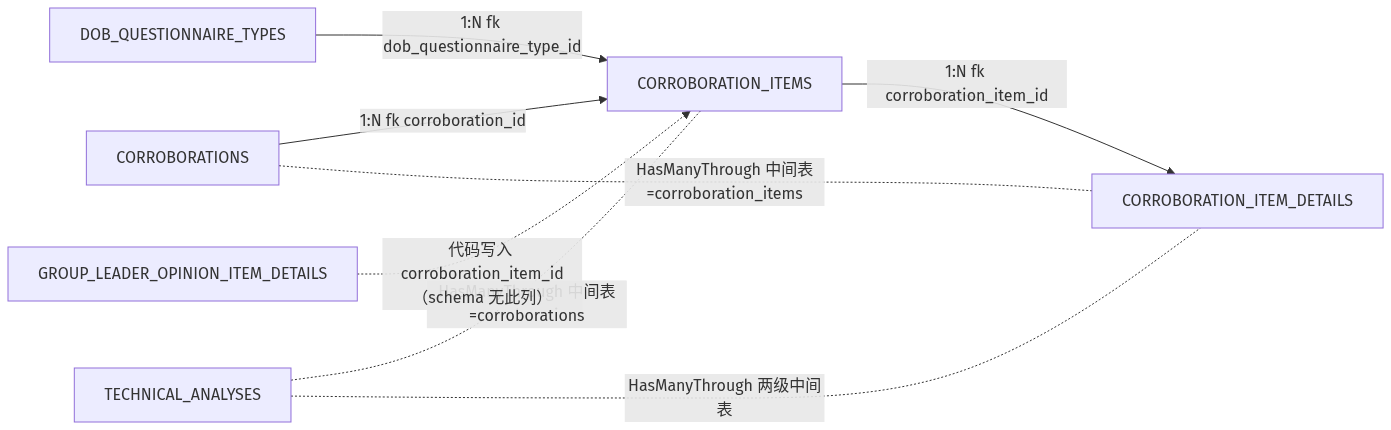 DOB_QUESTIONNAIRE_TYPES
1:N fk
dob_questionnaire_type_id
CORROBORATION_ITEMS
1:N fk
corroboration_item_id
1:N fk corroboration_id
CORROBORATIONS
HasManyThrough 中间表
=corroboration_items
CORROBORATION_ITEM_DETAILS
GROUP_LEADER_OPINION_ITEM_DETAILS
代码写入
corroboration_item_id
（schema 无此列）
HasManyThrough 中间表
=corroborations
TECHNICAL_ANALYSES
HasManyThrough 两级中间
表